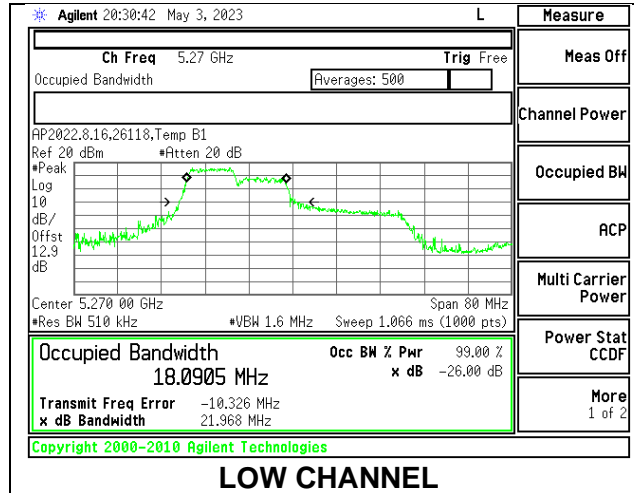 Agilent 20:30:42 May 3, 2023 L Measure
Ch Freq 5.27 GHz Trig Free
Meas Off
Occupied Bandwidth Averages: 500
Channel Power
AP2022.8.16,26118,Temp B1
Ref 20 dBm #Atten 20 dB
#Peak
Log
10
dB/
Offst
12.9
dB
Occupied BW
ACP
Center 5.270 00 GHz Span 80 MHz
#Res BW 510 kHz #VBW 1.6 MHz Sweep 1.066 ms (1000 pts)
Multi Carrier
Power
Occupied Bandwidth Occ BW % Pwr 99.00 %
18.0905 MHz x dB -26.00 dB
Transmit Freq Error -10.326 MHz
x dB Bandwidth 21.968 MHz
Power Stat
CCDF
More
1 of 2
Copyright 2000-2010 Agilent Technologies
LOW CHANNEL